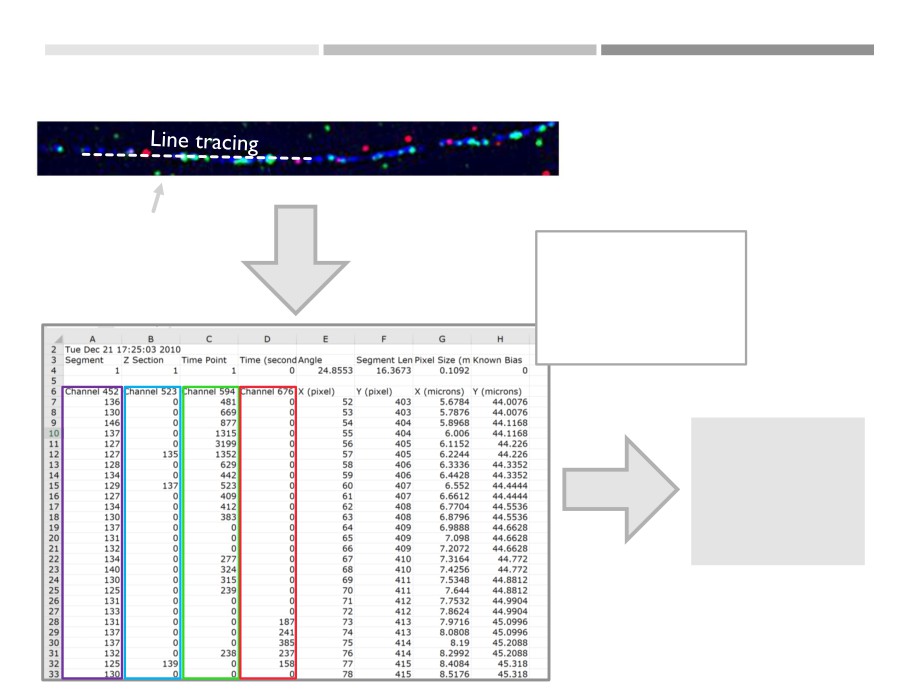 Line tracing
A B C D E F G H
2 Tue Dec 21 17:25:03 2010
3 Segment Z Section Time Point Time (second Angle Segment Len Pixel Size (m Known Bias
4 1 1 1 0 24.8553 16.3673 0.1092 0
5
6 Channel 452 Channel 523 Channel 594 Channel 676 X (pixel) Y (pixel) X (microns) Y (microns)
7 136 0 481 0 52 403 5.6784 44.0076
8 130 0 669 0 53 403 5.7876 44.0076
9 146 0 877 0 54 404 5.8968 44.1168
10 137 0 1315 0 55 404 6.006 44.1168
11 127 0 3199 0 56 405 6.1152 44.226
12 127 135 1352 0 57 405 6.2244 44.226
13 128 0 629 0 58 406 6.3336 44.3352
14 134 0 442 0 59 406 6.4428 44.3352
15 129 137 523 0 60 407 6.552 44.4444
16 127 0 409 0 61 407 6.6612 44.4444
17 134 0 412 0 62 408 6.7704 44.5536
18 130 0 383 0 63 408 6.8796 44.5536
19 137 0 0 0 64 409 6.9888 44.6628
20 131 0 0 0 65 409 7.098 44.6628
21 132 0 0 0 66 409 7.2072 44.6628
22 134 0 277 0 67 410 7.3164 44.772
23 140 0 324 0 68 410 7.4256 44.772
24 130 0 315 0 69 411 7.5348 44.8812
25 125 0 239 0 70 411 7.644 44.8812
26 131 0 0 0 71 412 7.7532 44.9904
27 133 0 0 0 72 412 7.8624 44.9904
28 131 0 0 187 73 413 7.9716 45.0996
29 137 0 0 241 74 413 8.0808 45.0996
30 137 0 0 385 75 414 8.19 45.2088
31 132 0 238 237 76 414 8.2992 45.2088
32 125 139 0 158 77 415 8.4084 45.318
33 130 0 0 0 78 415 8.5176 45.318